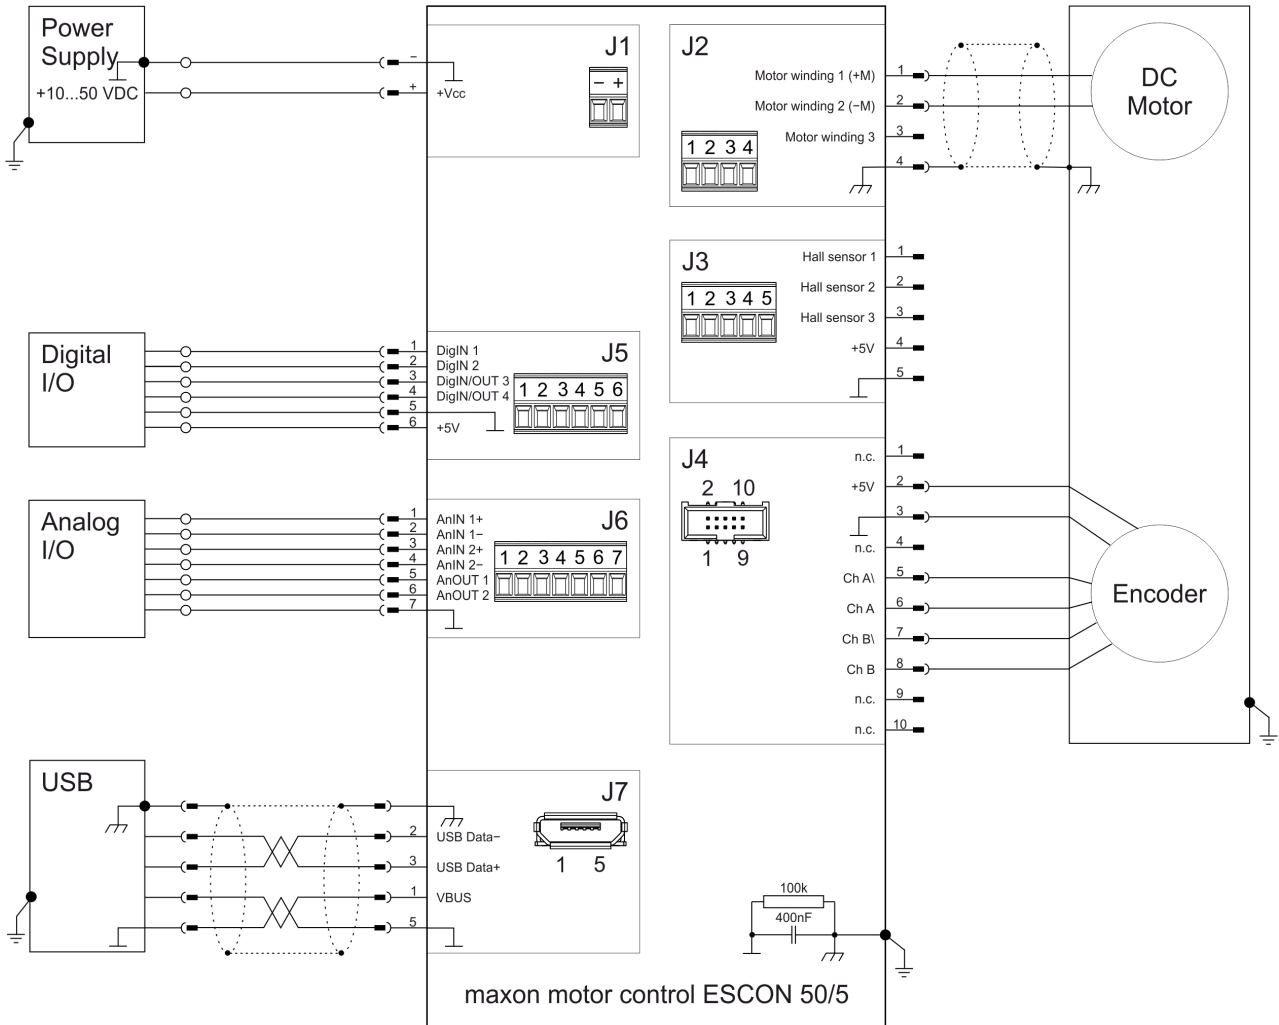 Power
Supply
+10...50 VDC
−
+
+Vcc
J1
− +
J2
Motor winding 1 (+M)
1
Motor winding 2 (−M)
2
Motor winding 3
3
4
1 2 3 4
DC
Motor
J3
Hall sensor 1
1
Hall sensor 2
2
Hall sensor 3
3
+5V
4
5
1 2 3 4 5
Digital
I/O
1
DigIN 1
2
DigIN 2
3
DigIN/OUT 3
4
DigIN/OUT 4
5
6
+5V
J5
1 2 3 4 5 6
J4
2 10
1 9
n.c.
1
+5V
2
3
n.c.
4
Ch A\
5
Ch A
6
Ch B\
7
Ch B
8
n.c.
9
n.c.
10
Encoder
Analog
I/O
1
AnIN 1+
2
AnIN 1−
3
AnIN 2+
4
AnIN 2−
5
AnOUT 1
6
AnOUT 2
7
J6
1 2 3 4 5 6 7
USB
2
USB Data−
3
USB Data+
1
VBUS
5
J7
1 5
100k
400nF
maxon motor control ESCON 50/5